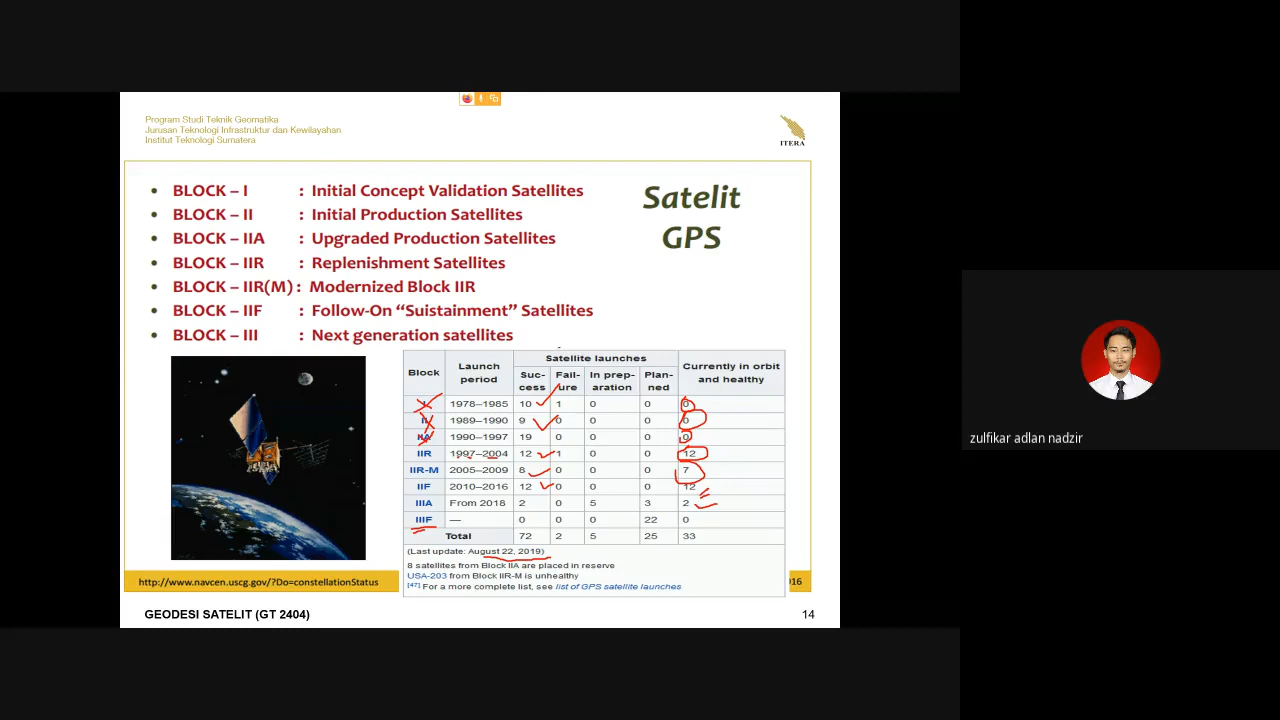 Program Studi Teknik Geomatika
Jurusan Teknologi Infrastruktur dan Kewilayahan
Institut Teknologi Sumatera
ITERA
Satelit
GPS
• BLOCK – I : Initial Concept Validation Satellites
• BLOCK – II : Initial Production Satellites
• BLOCK – IIA : Upgraded Production Satellites
• BLOCK – IIR : Replenishment Satellites
• BLOCK – IIR(M) : Modernized Block IIR
• BLOCK – IIF : Follow-On “Suistainment” Satellites
• BLOCK – III : Next generation satellites
Block Launch period Satellite launches Currently in orbit and healthy
Suc-cess Fail-ure In prep-aration Plan-ned
I 1978–1985 10 1 0 0 0
II 1989–1990 9 0 0 0 0
IIA 1990–1997 19 0 0 0 0
IIR 1997–2004 12 1 0 0 12
IIR-M 2005–2009 8 0 0 0 7
IIF 2010–2016 12 0 0 0 12
IIIA From 2018 2 0 5 3 2
IIIF — 0 0 0 22 0
Total 72 2 5 25 33
(Last update: August 22, 2019)
8 satellites from Block IIA are placed in reserve
USA-203 from Block IIR-M is unhealthy
[47] For a more complete list, see list of GPS satellite launches
http://www.navcen.uscg.gov/?Do=constellationStatus
16
GEODESI SATELIT (GT 2404)
14
zulfikar adlan nadzir